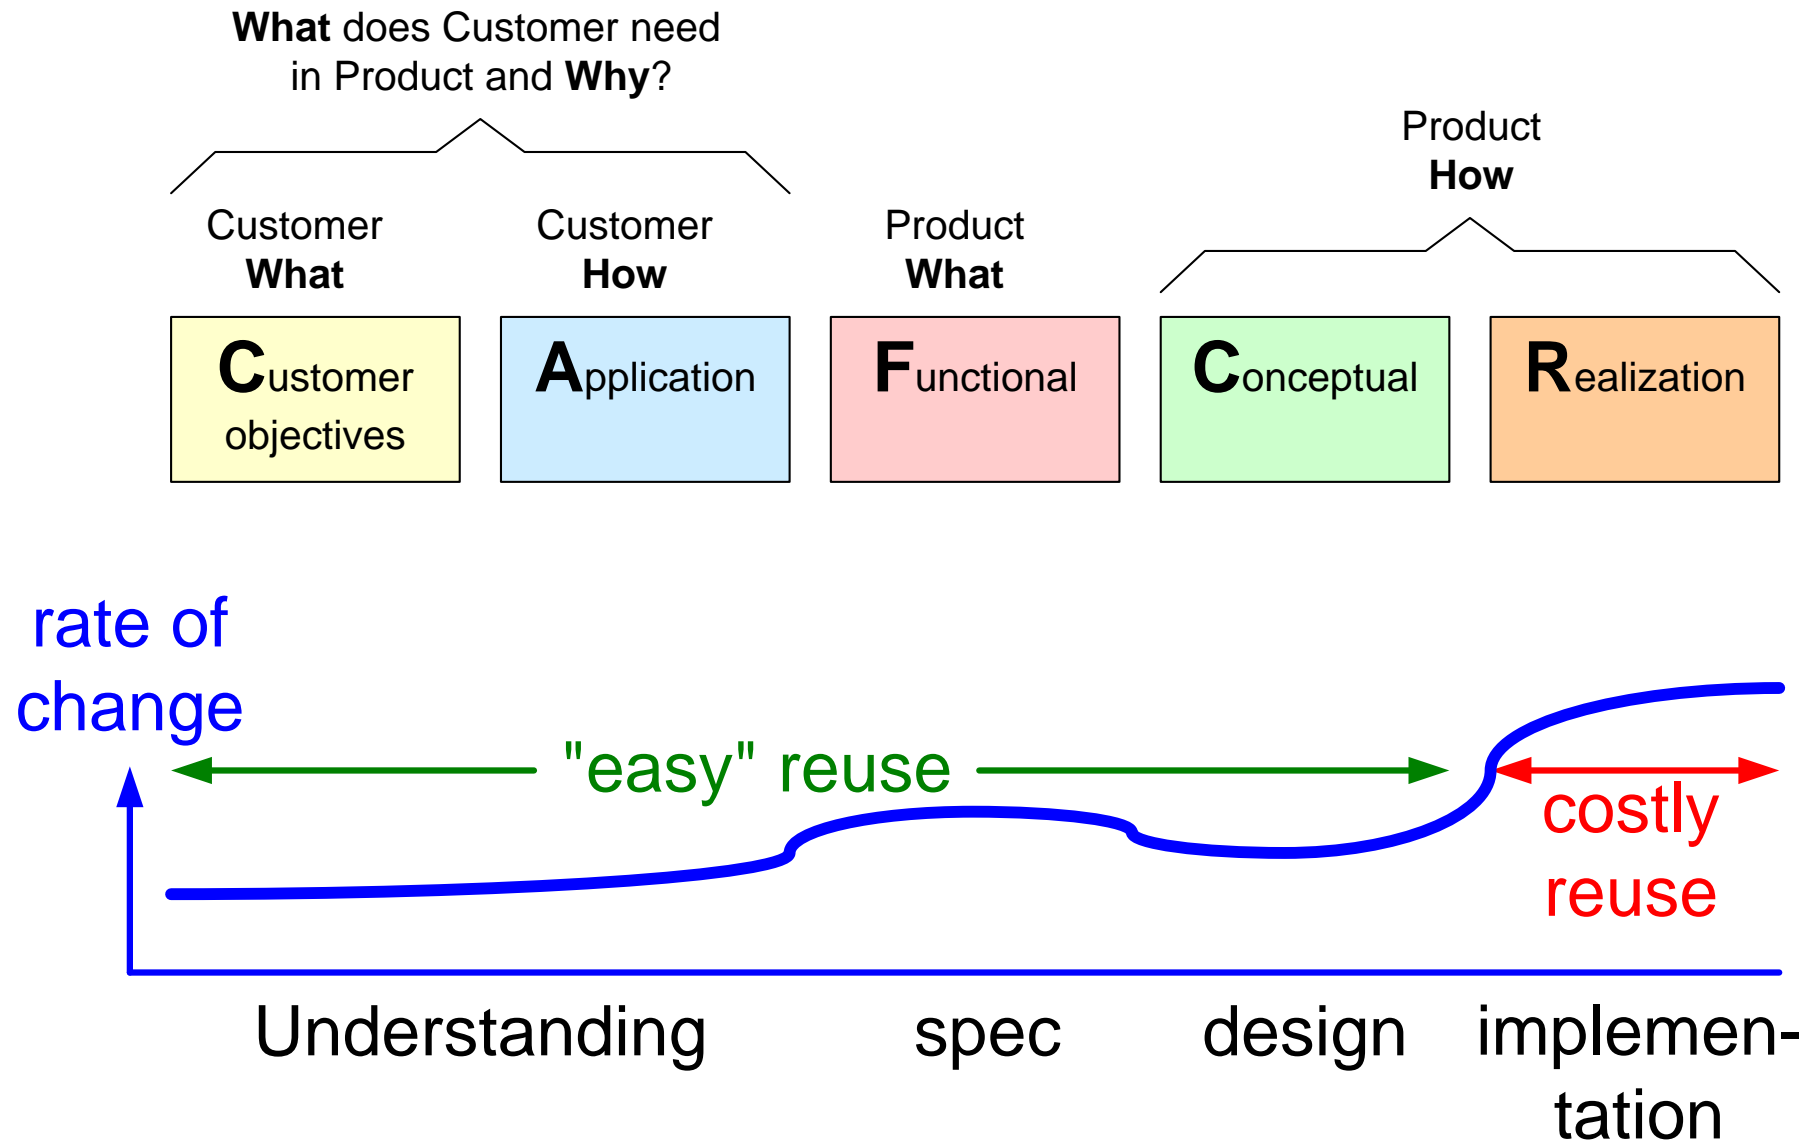 What does Customer need
in Product and Why?
Product
How
Customer
What
Customer
How
Product
What
Customer
objectives
Application
Functional
Conceptual
Realization
rate of
change
"easy" reuse
costly
reuse
Understanding
spec
design
implemen-
tation